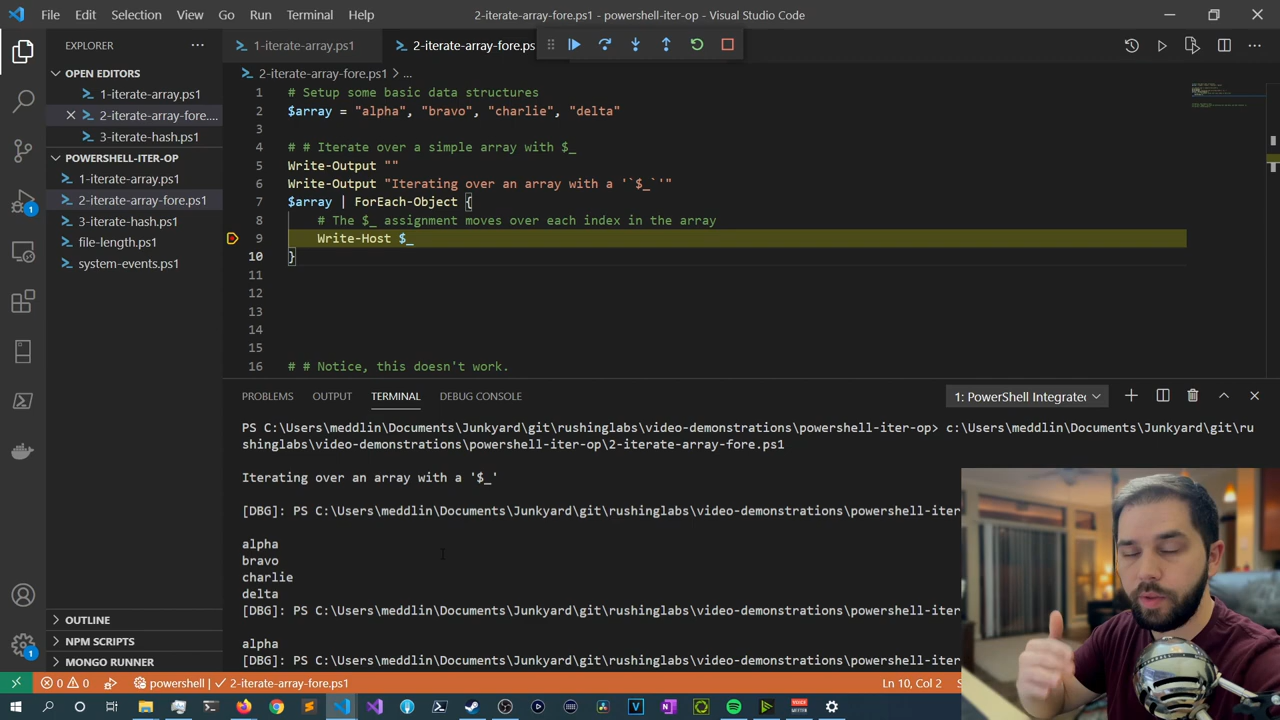 File Edit Selection View Go Run Terminal Help
2-iterate-array-fore.ps1 - powershell-iter-op - Visual Studio Code
EXPLORER
OPEN EDITORS
1-iterate-array.ps1
2-iterate-array-fore....
3-iterate-hash.ps1
POWERSHELL-ITER-OP
1-iterate-array.ps1
2-iterate-array-fore.ps1
3-iterate-hash.ps1
file-length.ps1
system-events.ps1
OUTLINE
NPM SCRIPTS
MONGO RUNNER
1
1
1-iterate-array.ps1
2-iterate-array-fore.ps
2-iterate-array-fore.ps1 > ...
1 # Setup some basic data structures
2 $array = "alpha", "bravo", "charlie", "delta"
3
4 # # Iterate over a simple array with $_
5 Write-Output ""
6 Write-Output "Iterating over an array with a '`$_`'"
7 $array | ForEach-Object {
8 # The $_ assignment moves over each index in the array
9 Write-Host $_
10 }
11
12
13
14
15
16 # # Notice, this doesn't work.
PROBLEMS OUTPUT TERMINAL DEBUG CONSOLE
1: PowerShell Integrated
PS C:\Users\meddlin\Documents\Junkyard\git\rushinglabs\video-demonstrations\powershell-iter-op> c:\Users\meddlin\Documents\Junkyard\git\ru
shinglabs\video-demonstrations\powershell-iter-op\2-iterate-array-fore.ps1
Iterating over an array with a '$_'
[DBG]: PS C:\Users\meddlin\Documents\Junkyard\git\rushinglabs\video-demonstrations\powershell-iter
alpha
bravo
charlie
delta
[DBG]: PS C:\Users\meddlin\Documents\Junkyard\git\rushinglabs\video-demonstrations\powershell-iter
alpha
[DBG]: PS C:\Users\meddlin\Documents\Junkyard\git\rushinglabs\video-demonstrations\powershell-iter
0 0 powershell 2-iterate-array-fore.ps1 Ln 10, Col 2